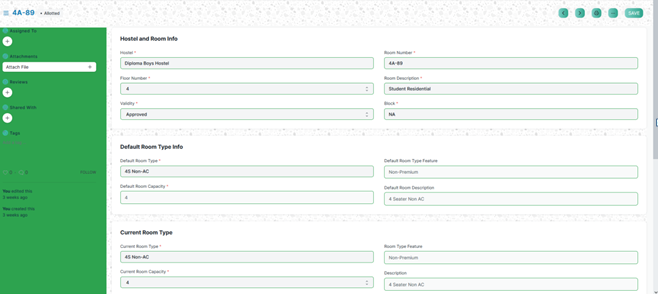 4A-89
• Allotted
SAVE
Assigned To
Attachments
Attach File
Reviews
Shared With
Tags
FOLLOW
You edited this
2 weeks ago
You created this
2 weeks ago
Hostel and Room Info
Hostel *
Diploma Boys Hostel
Room Number *
4A-89
Floor Number *
4
Room Description *
Student Residential
Validity *
Approved
Block *
NA
Default Room Type Info
Default Room Type *
4S Non-AC
Default Room Type Feature
Non-Premium
Default Room Capacity *
4
Default Room Description
4 Seater Non AC
Current Room Type
Current Room Type *
4S Non-AC
Room Type Feature
Non-Premium
Current Room Capacity *
4
Description
4 Seater Non AC